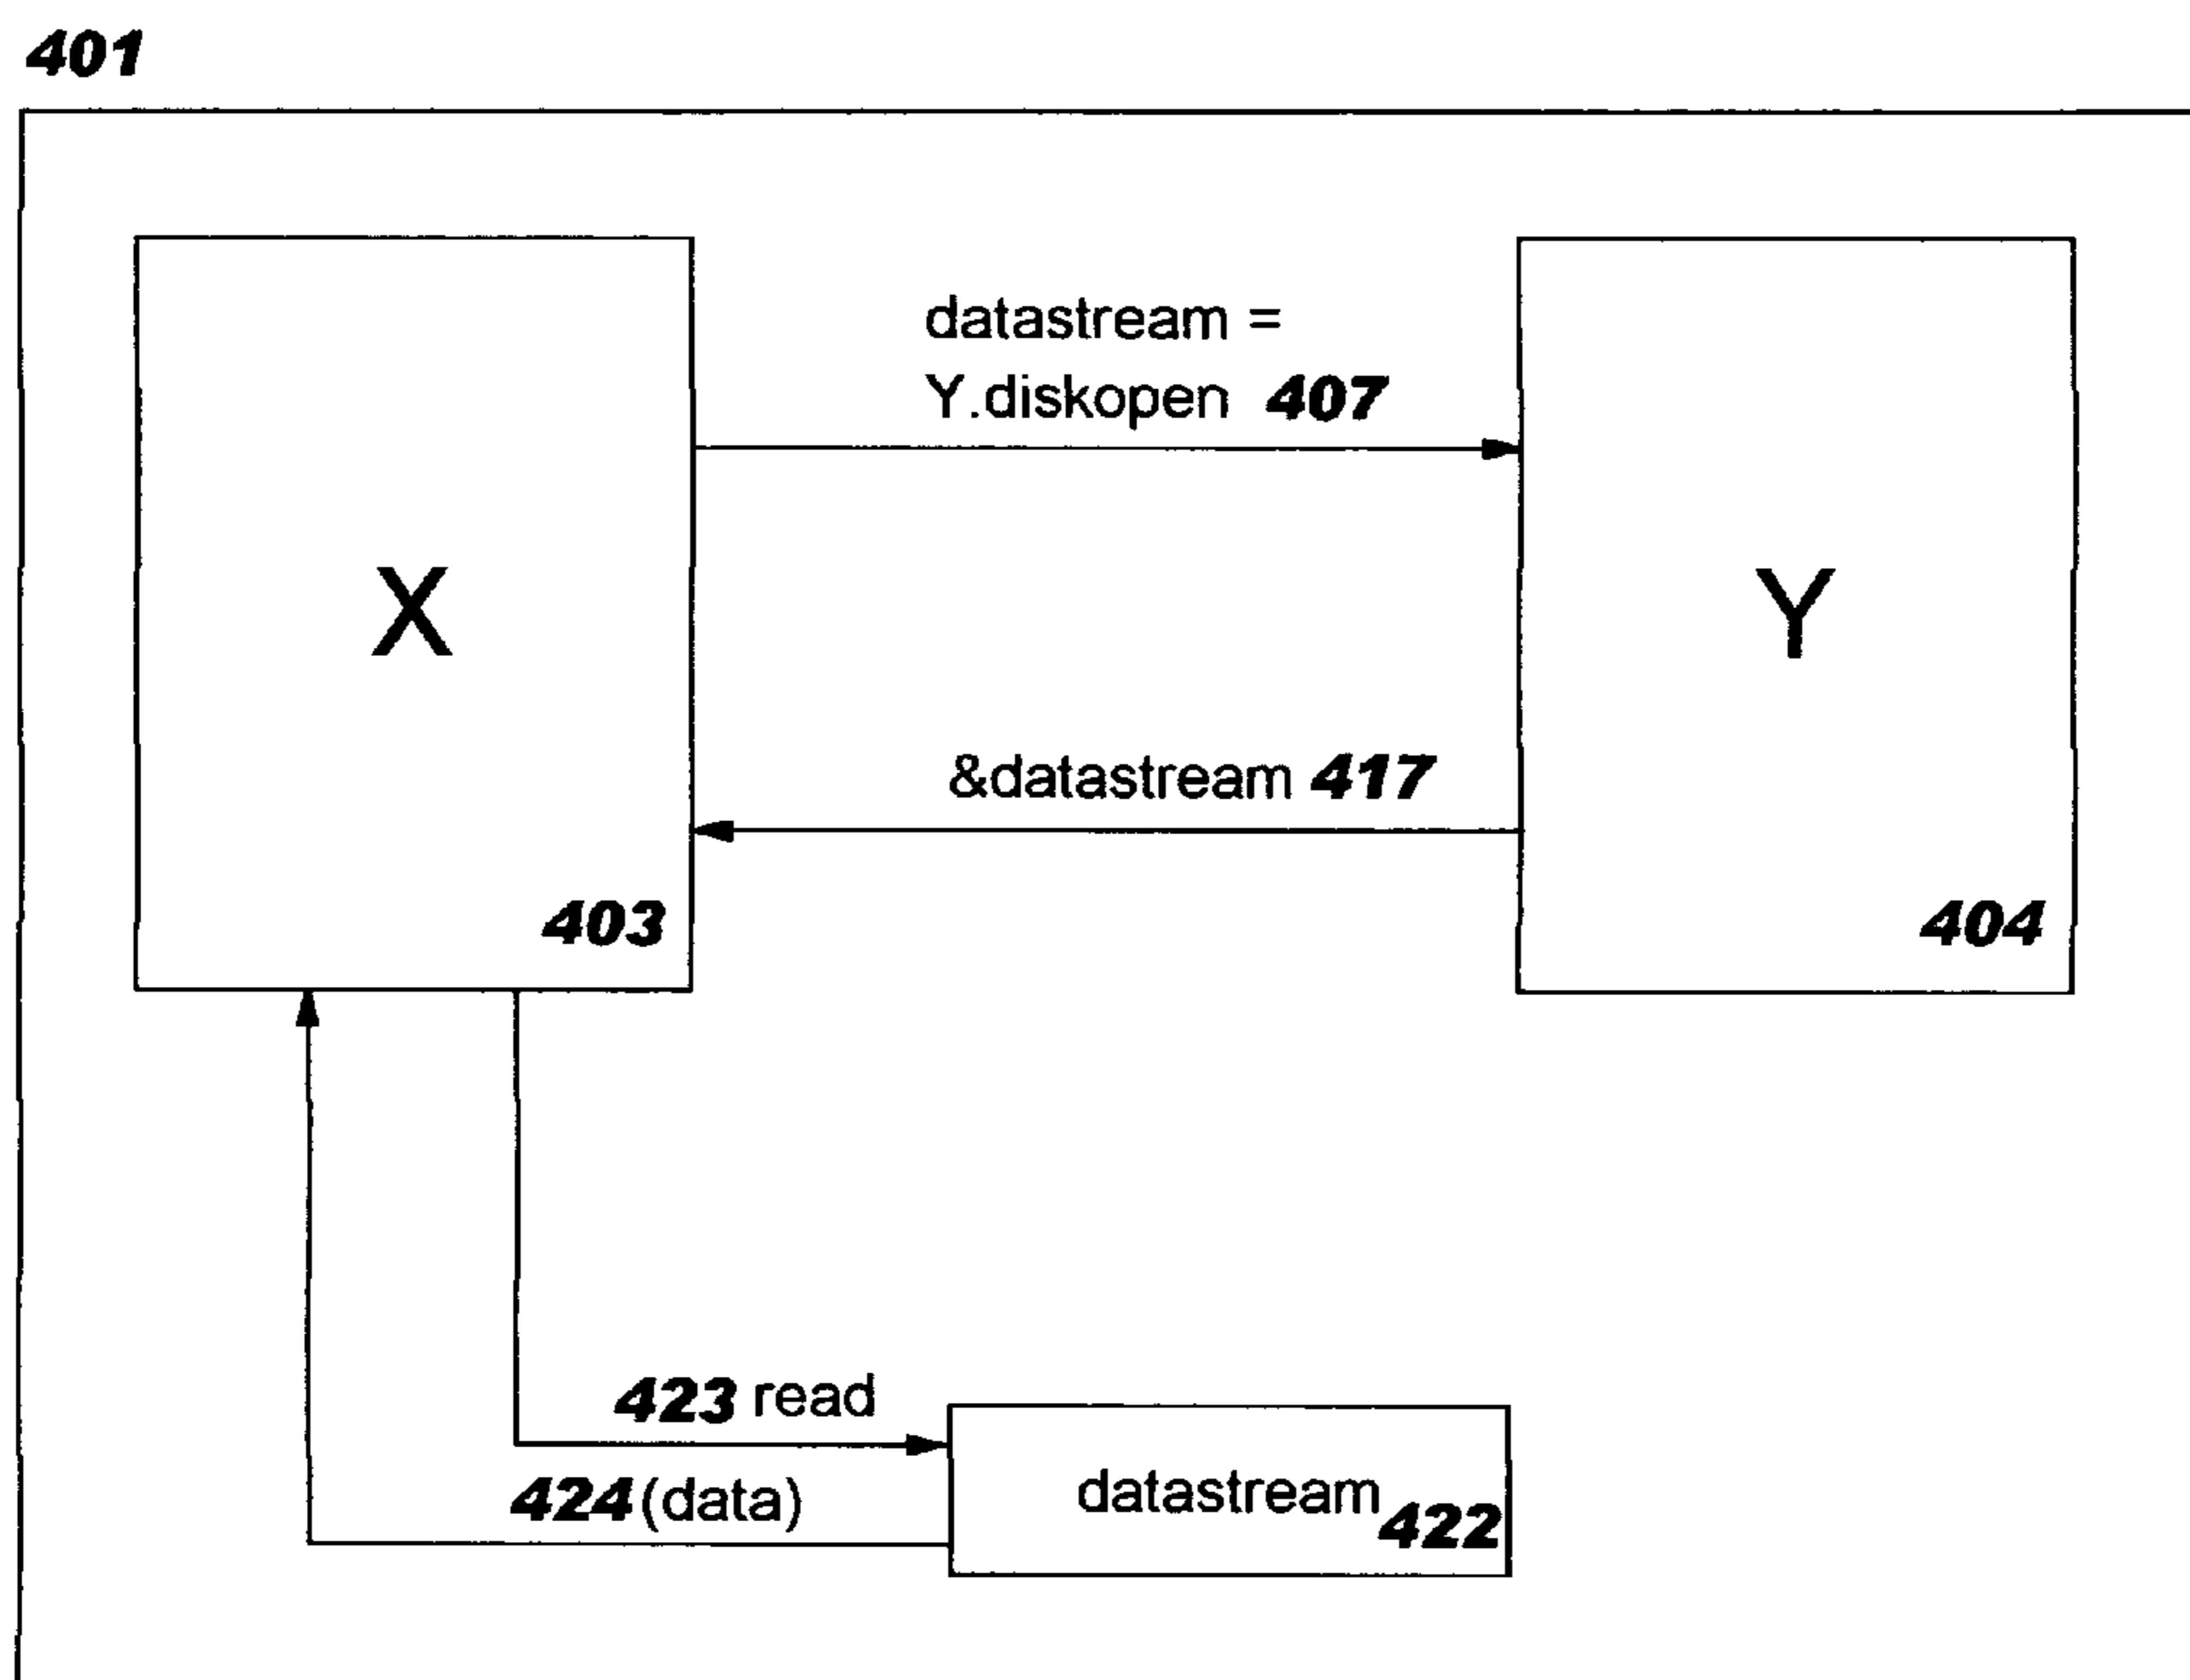 401
datastream =
Y.diskopen 407
X
Y
&datastream 417
403
404
423 read
424 (data)
datastream 422